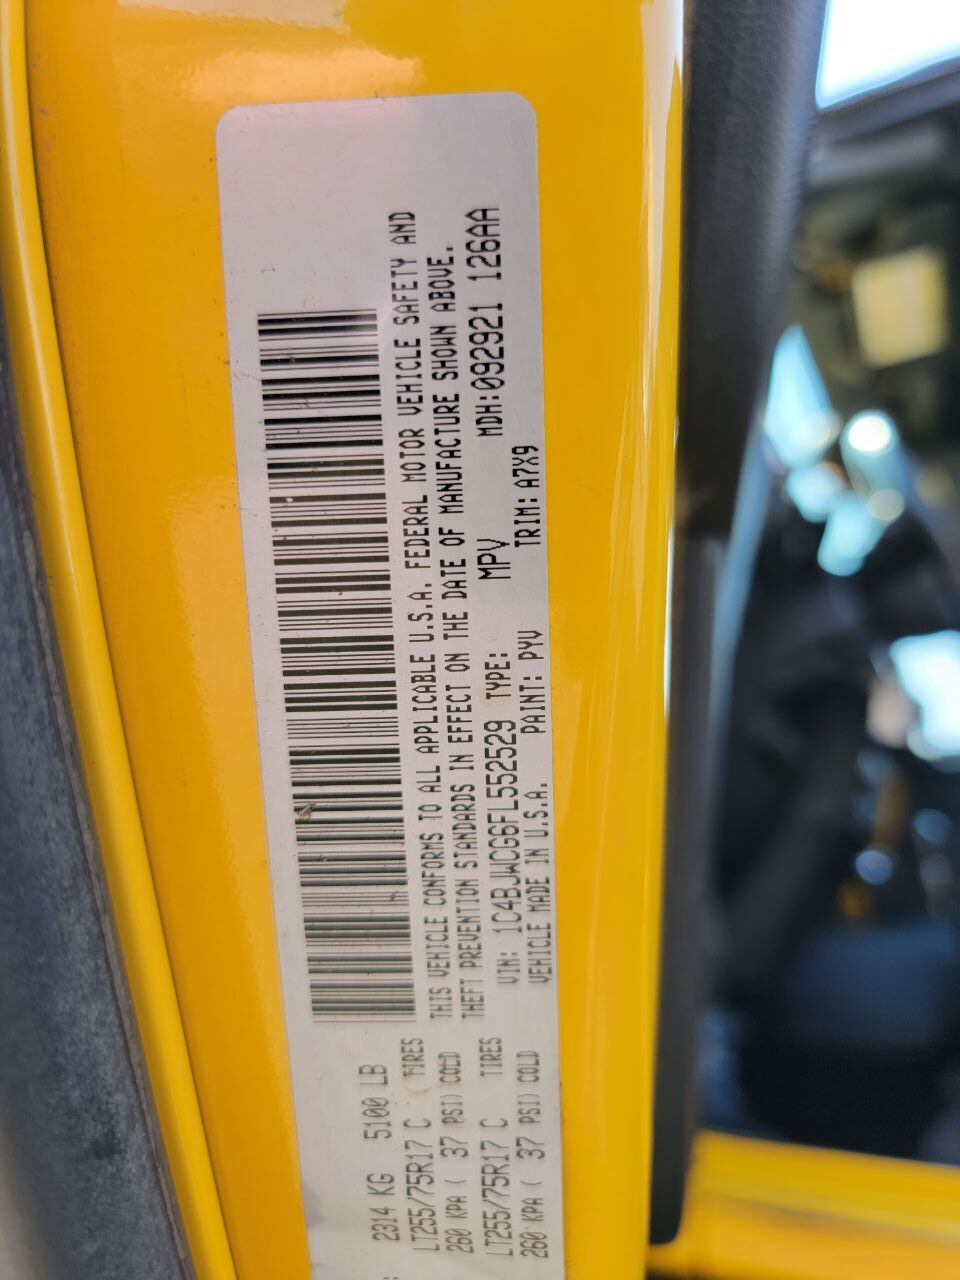 2314 KG 5100 LB
LT255/75R17 C TIRES
260 KPA ( 37 PSI) COLD
LT255/75R17 C TIRES
260 KPA ( 37 PSI) COLD
THIS VEHICLE CONFORMS TO ALL APPLICABLE U.S.A. FEDERAL MOTOR VEHICLE SAFETY AND
THEFT PREVENTION STANDARDS IN EFFECT ON THE DATE OF MANUFACTURE SHOWN ABOVE.
VIN: 1C4BJWCG6FL552529 TYPE: MPV MDH:092921 126AA
VEHICLE MADE IN U.S.A. PAINT: PYV TRIM: A7X9